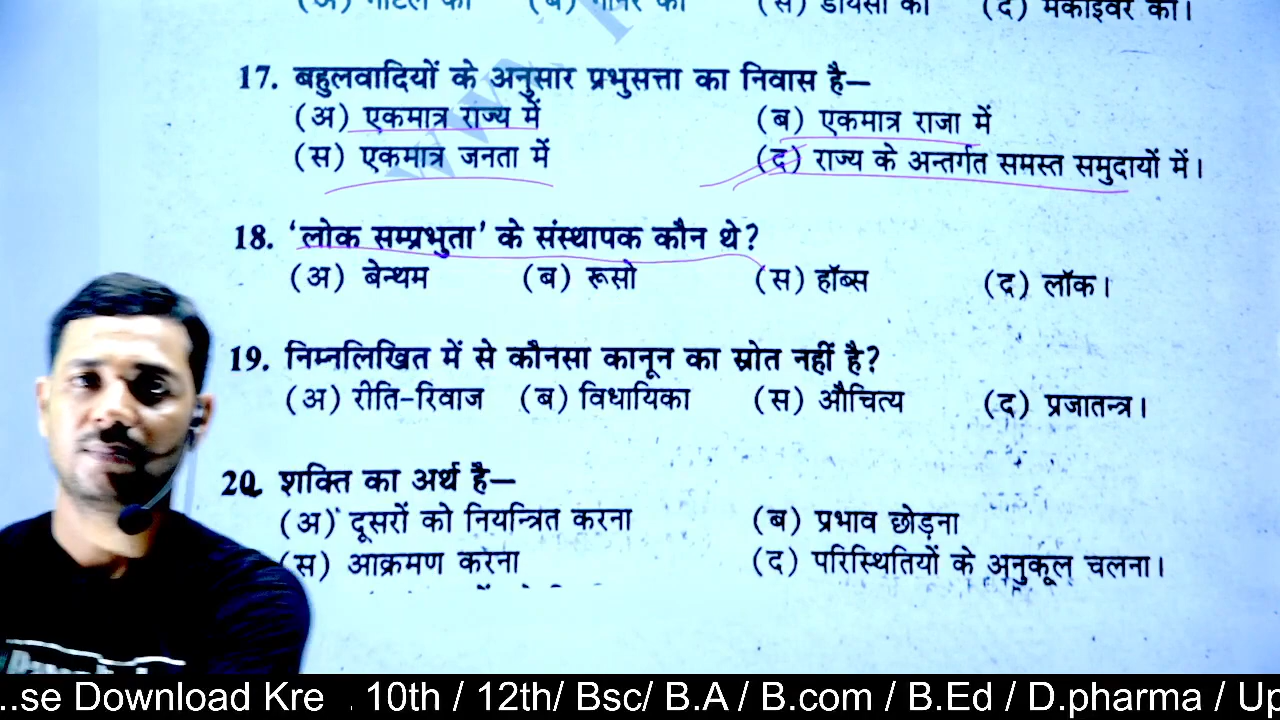 17. बहुलवादियों के अनुसार प्रभुसत्ता का निवास है—
(अ) एकमात्र राज्य में (ब) एकमात्र राजा में
(स) एकमात्र जनता में (द) राज्य के अन्तर्गत समस्त समुदायों में।
18. 'लोक सम्प्रभुता' के संस्थापक कौन थे?
(अ) बेन्थम (ब) रूसो (स) हॉब्स (द) लॉक।
19. निम्नलिखित में से कौनसा कानून का स्रोत नहीं है?
(अ) रीति-रिवाज (ब) विधायिका (स) औचित्य (द) प्रजातन्त्र।
20. शक्ति का अर्थ है—
(अ) दूसरों को नियन्त्रित करना (ब) प्रभाव छोड़ना
(स) आक्रमण करना (द) परिस्थितियों के अनुकूल चलना।
..se Download Kre . 10th / 12th/ Bsc/ B.A / B.com / B.Ed / D.pharma / Up